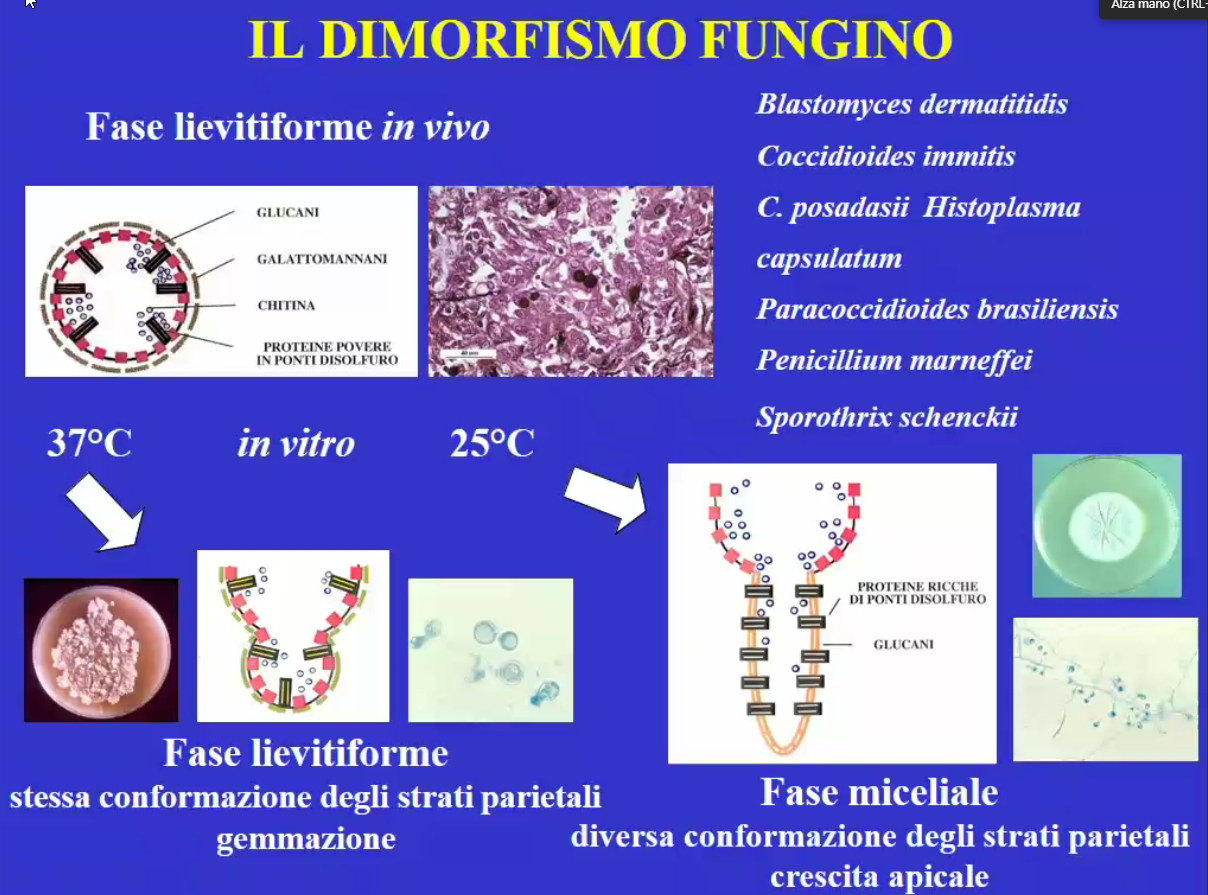 Alza mano (CTRL+
IL DIMORFISMO FUNGINO
Fase lievitiforme in vivo
GLUCANI
GALATTOMANNANI
CHITINA
PROTEINE POVERE
IN PONTI DISOLFURO
40 µm
Blastomyces dermatitidis
Coccidioides immitis
C. posadasii Histoplasma
capsulatum
Paracoccidioides brasiliensis
Penicillium marneffei
Sporothrix schenckii
37°C in vitro 25°C
PROTEINE RICCHE
DI PONTI DISOLFURO
GLUCANI
Fase lievitiforme
stessa conformazione degli strati parietali
gemmazione
Fase miceliale
diversa conformazione degli strati parietali
crescita apicale